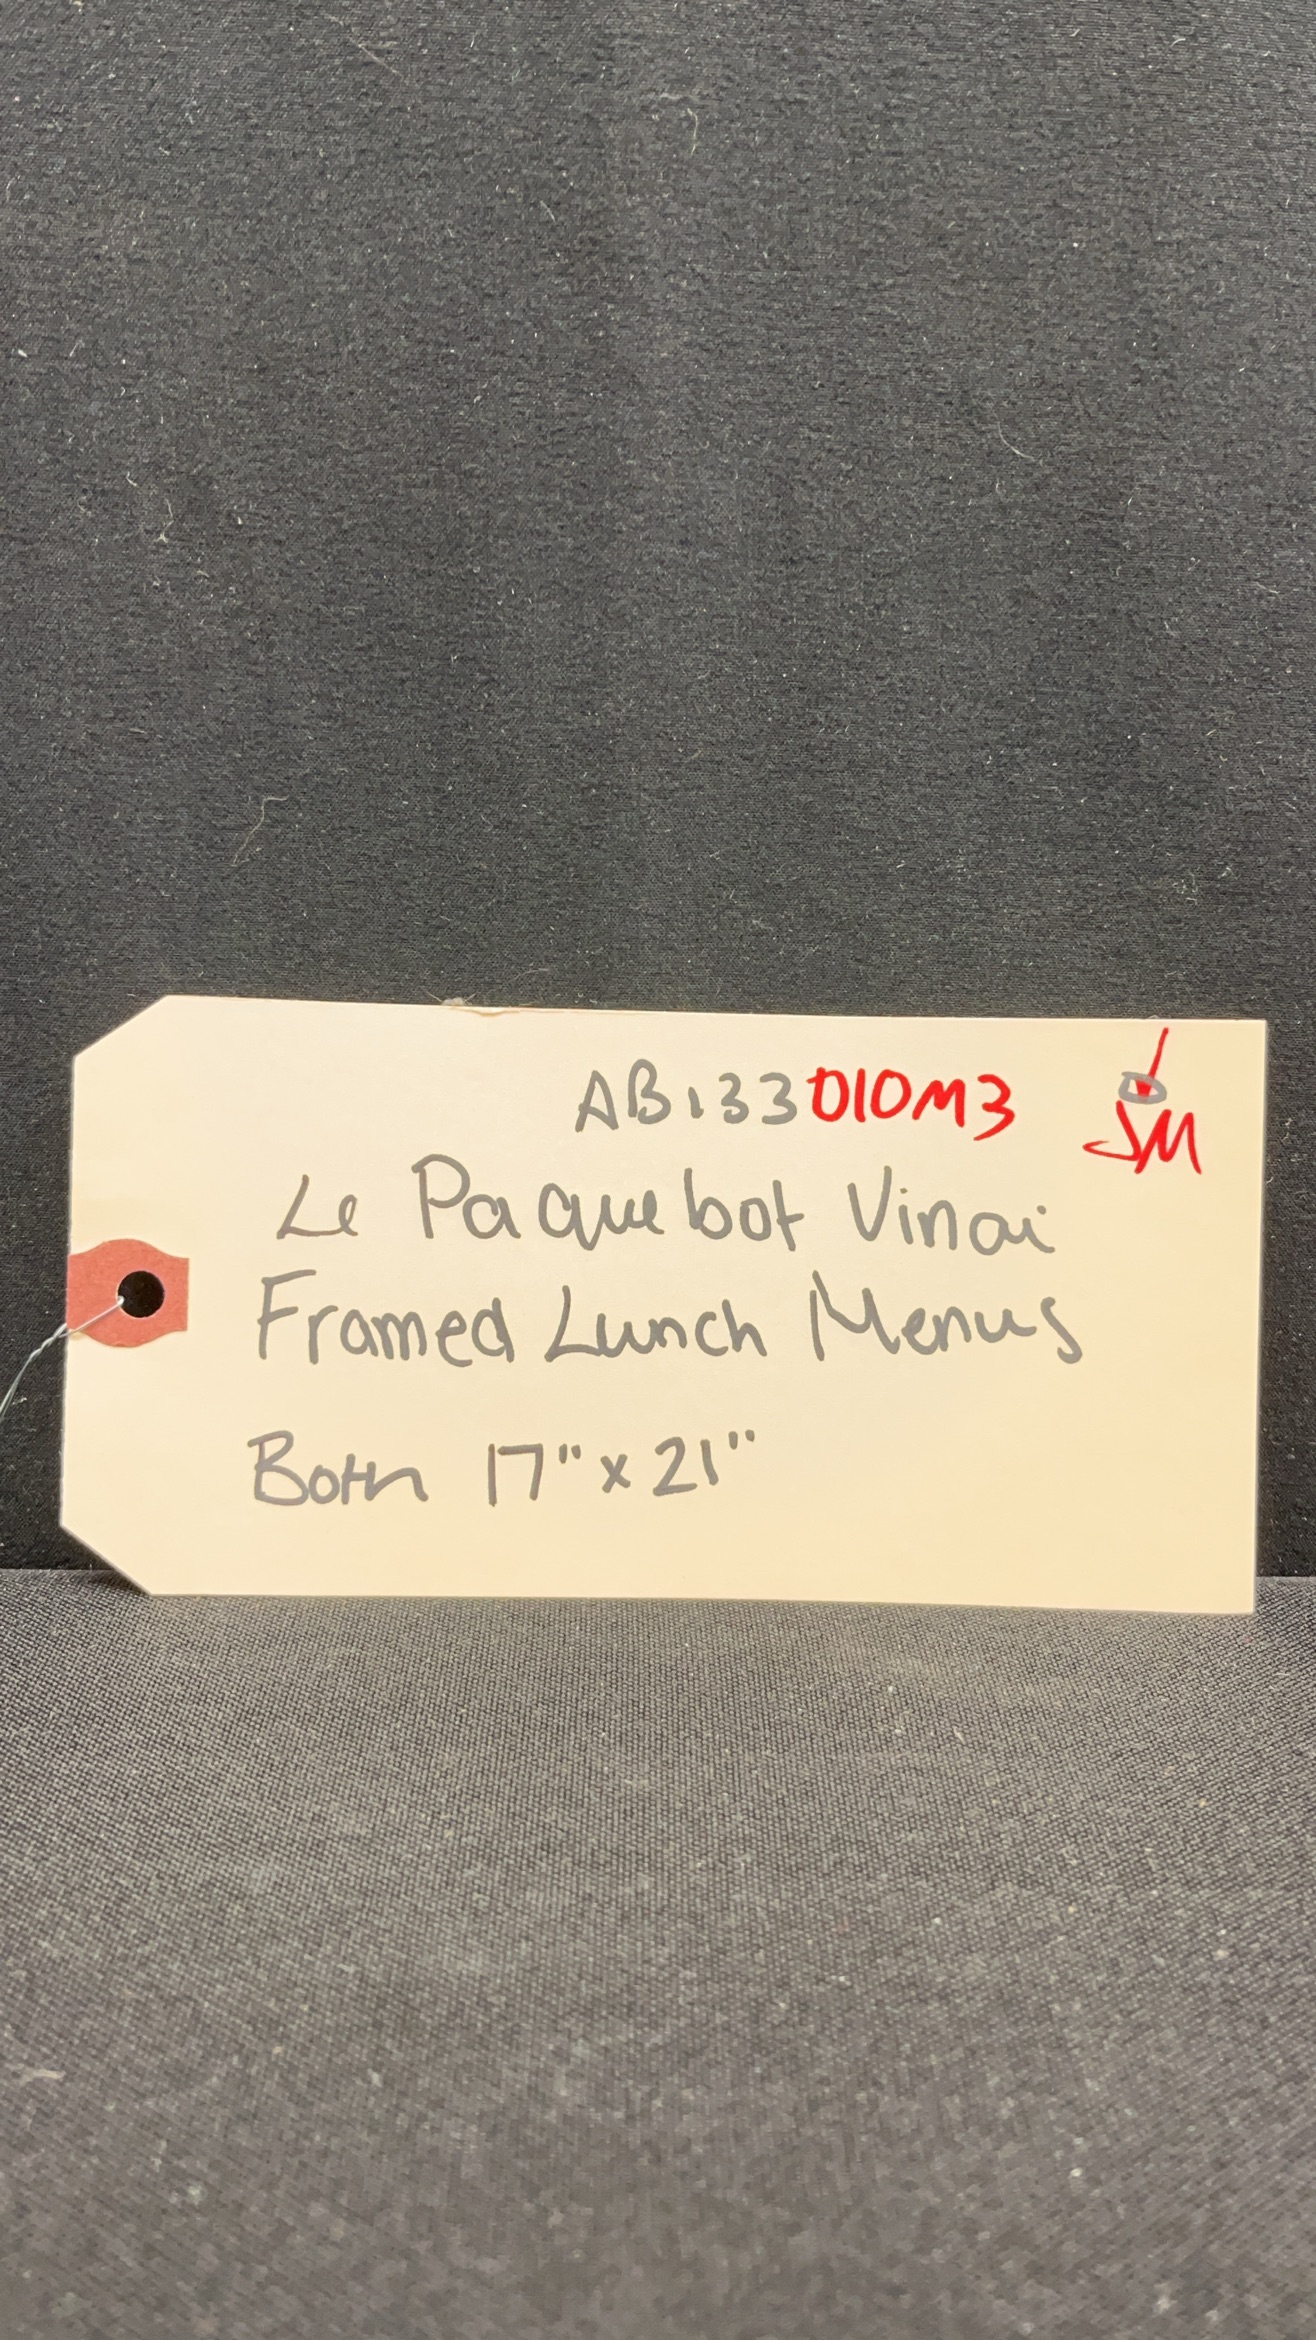 AB133010M3 JM
Le Paquebot Vinai
Framed Lunch Menus
Both 17" x 21"